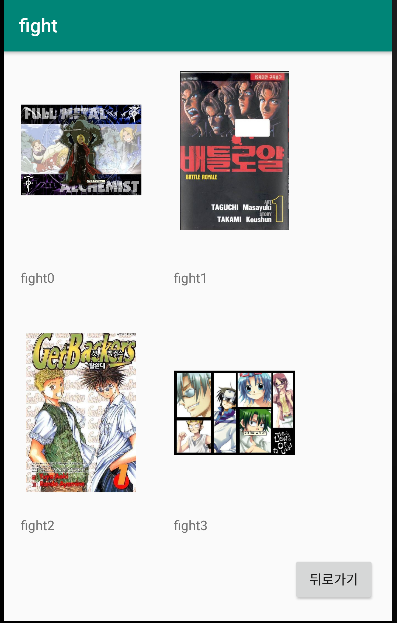 fight
FULL METAL
ALCHEMIST
배틀로얄
BATTLE ROYALE
TAGUCHI Masayuki
TAKAMI Koushun
1
fight0
fight1
GetBackers
fight2
fight3
뒤로가기